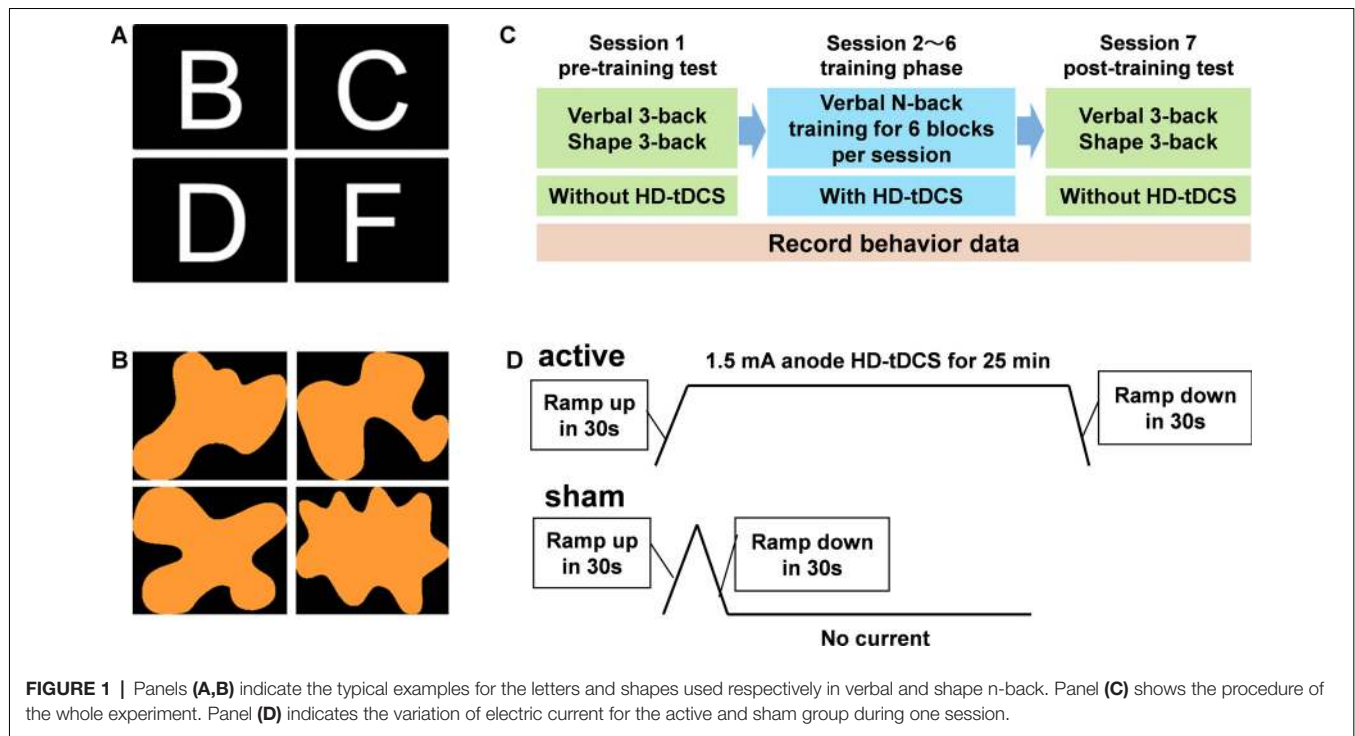 A
B
C
D
F
C
Session 1
pre-training test
Session 2~6
training phase
Session 7
post-training test
Verbal 3-back
Shape 3-back
Verbal N-back
training for 6 blocks
per session
Verbal 3-back
Shape 3-back
Without HD-tDCS
With HD-tDCS
Without HD-tDCS
Record behavior data
B
D
active
1.5 mA anode HD-tDCS for 25 min
Ramp up
in 30s
Ramp down
in 30s
sham
Ramp up
in 30s
Ramp down
in 30s
No current
FIGURE 1 | Panels (A,B) indicate the typical examples for the letters and shapes used respectively in verbal and shape n-back. Panel (C) shows the procedure of
the whole experiment. Panel (D) indicates the variation of electric current for the active and sham group during one session.